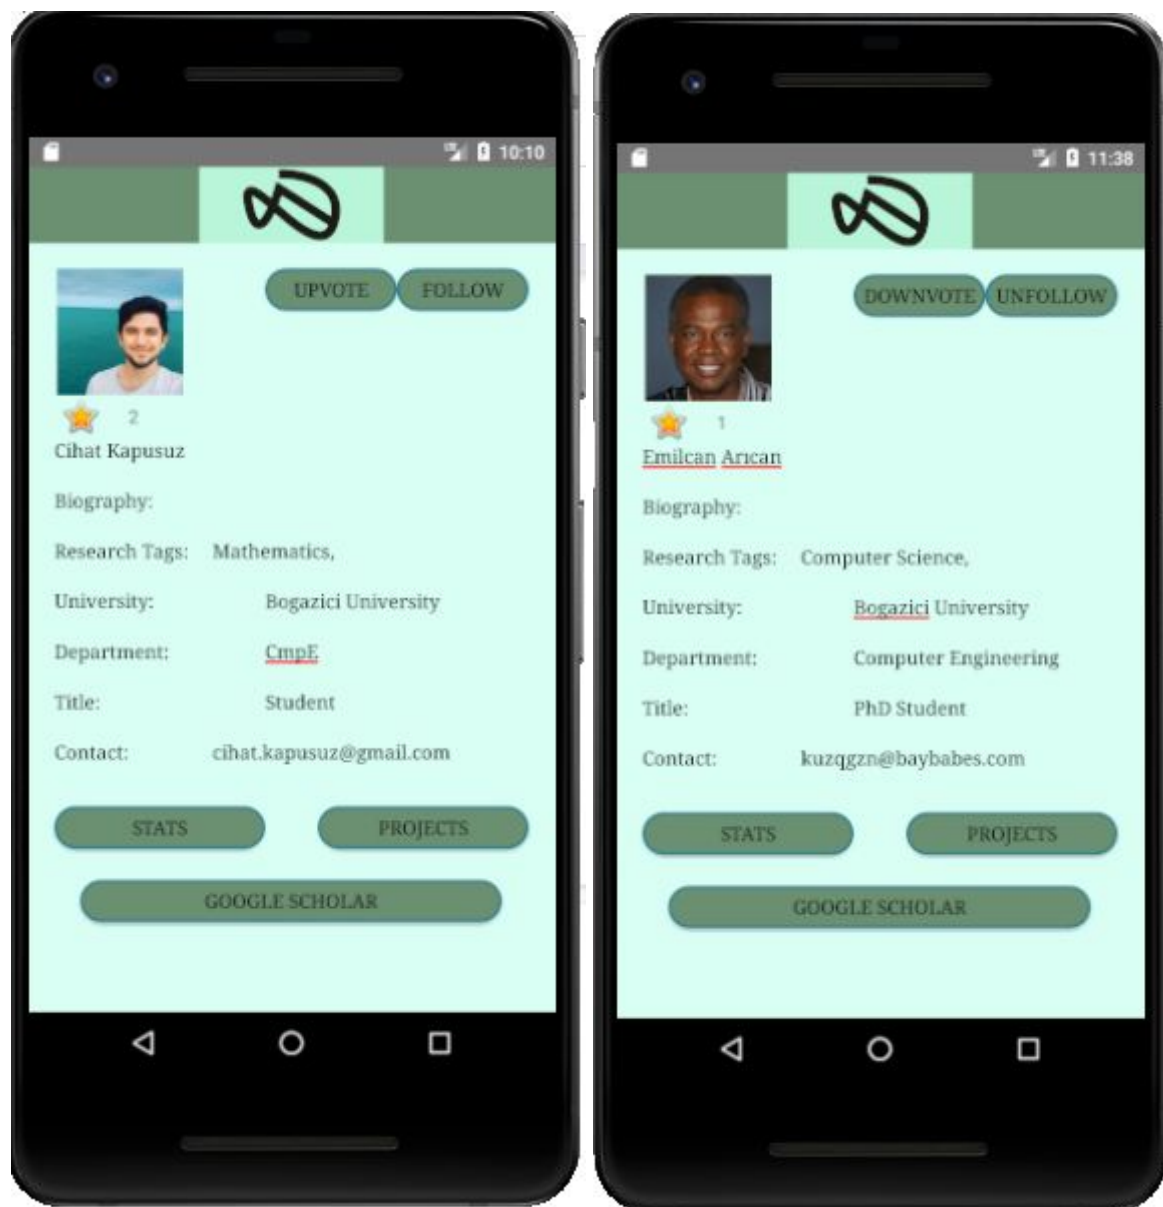 10:10
UPVOTE FOLLOW
2
Cihat Kapusuz
Biography:
Research Tags: Mathematics,
University: Bogazici University
Department: CmpE
Title: Student
Contact: cihat.kapusuz@gmail.com
STATS PROJECTS
GOOGLE SCHOLAR
11:38
DOWNVOTE UNFOLLOW
1
Emilcan Arıcan
Biography:
Research Tags: Computer Science,
University: Bogazici University
Department: Computer Engineering
Title: PhD Student
Contact: kuzqgzn@baybabes.com
STATS PROJECTS
GOOGLE SCHOLAR